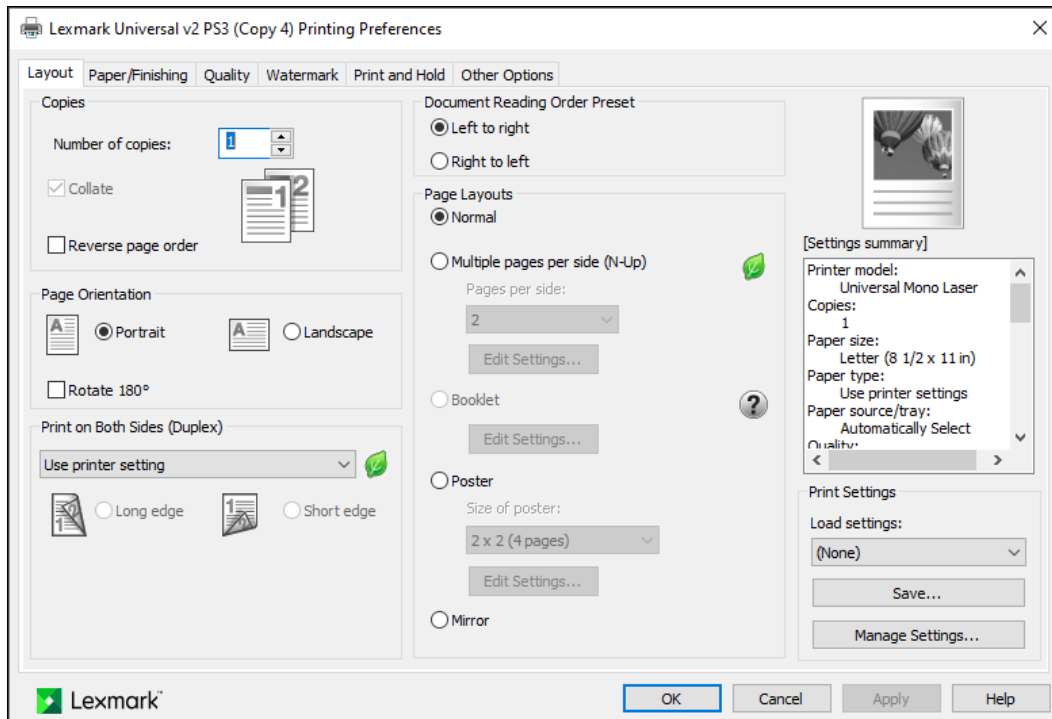 Lexmark Universal v2 PS3 (Copy 4) Printing Preferences
Layout Paper/Finishing Quality Watermark Print and Hold Other Options
Copies
Number of copies: 1
Collate
1 2
Reverse page order
Page Orientation
A Portrait A Landscape
Rotate 180°
Print on Both Sides (Duplex)
Use printer setting
Long edge Short edge
Document Reading Order Preset
Left to right
Right to left
Page Layouts
Normal
Multiple pages per side (N-Up)
Pages per side:
2
Edit Settings...
Booklet ?
Edit Settings...
Poster
Size of poster:
2 x 2 (4 pages)
Edit Settings...
Mirror
[Settings summary]
Printer model:
Universal Mono Laser
Copies:
1
Paper size:
Letter (8 1/2 x 11 in)
Paper type:
Use printer settings
Paper source/tray:
Automatically Select
Quality:
Print Settings
Load settings:
(None)
Save...
Manage Settings...
Lexmark™
OK Cancel Apply Help